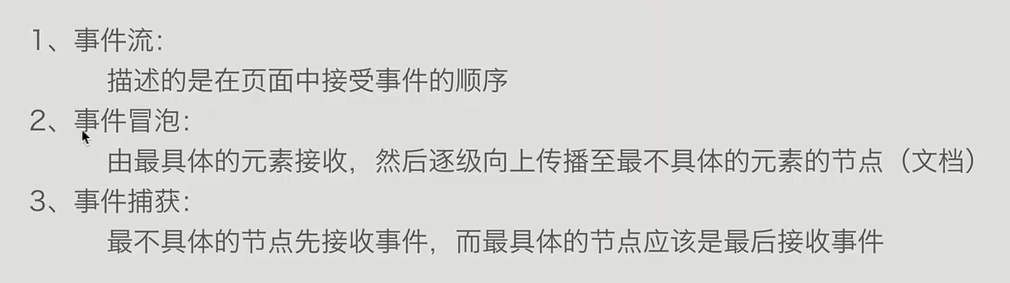 1、事件流：
描述的是在页面中接受事件的顺序
2、事件冒泡：
由最具体的元素接收，然后逐级向上传播至最不具体的元素的节点（文档）
3、事件捕获：
最不具体的节点先接收事件，而最具体的节点应该是最后接收事件